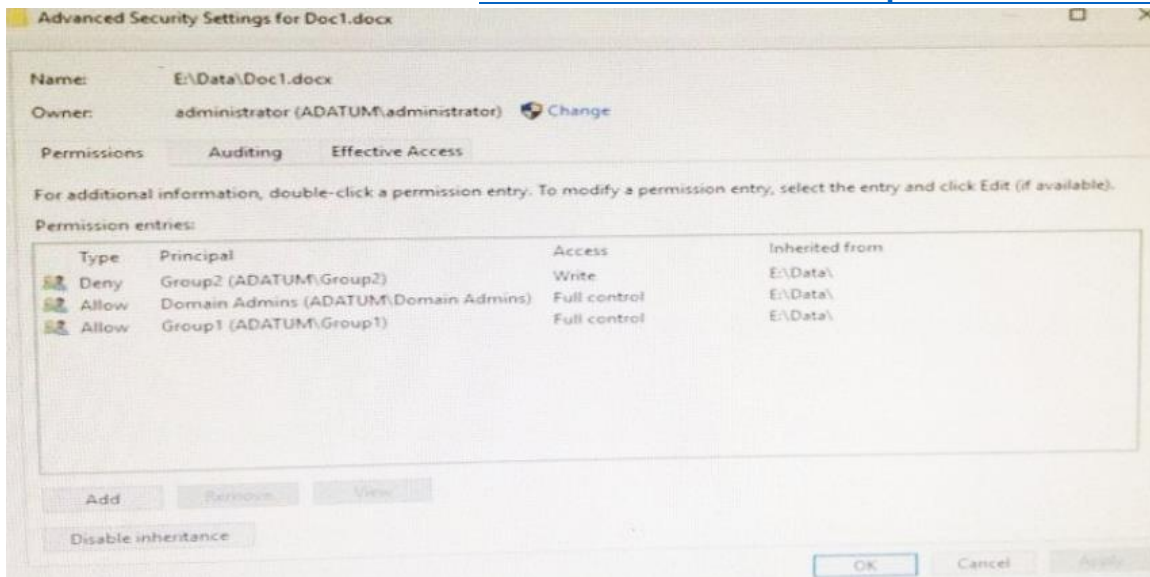 Advanced Security Settings for Doc1.docx
Name: E:\Data\Doc1.docx
Owner: administrator (ADATUM\administrator) Change
Permissions Auditing Effective Access
For additional information, double-click a permission entry. To modify a permission entry, select the entry and click Edit (if available).
Permission entries:
Type Principal Access Inherited from
Deny Group2 (ADATUM\Group2) Write E:\Data\
Allow Domain Admins (ADATUM\Domain Admins) Full control E:\Data\
Allow Group1 (ADATUM\Group1) Full control E:\Data\
Add Remove View
Disable inheritance
OK Cancel Apply